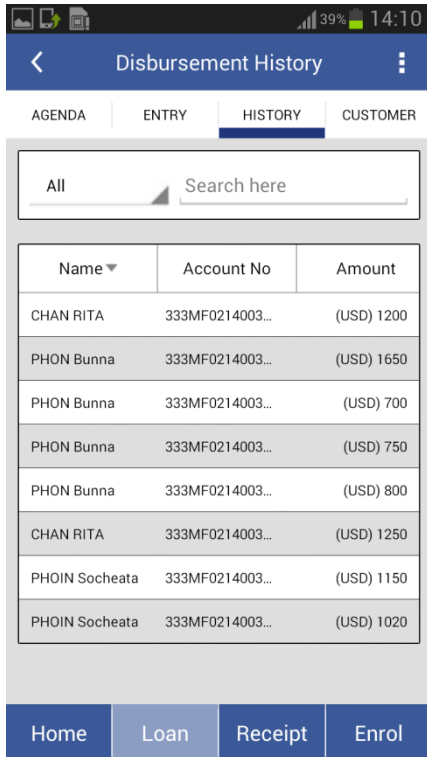 39% 14:10
Disbursement History
AGENDA ENTRY HISTORY CUSTOMER
All Search here
Name Account No Amount
CHAN RITA 333MF0214003... (USD) 1200
PHON Bunna 333MF0214003... (USD) 1650
PHON Bunna 333MF0214003... (USD) 700
PHON Bunna 333MF0214003... (USD) 750
PHON Bunna 333MF0214003... (USD) 800
CHAN RITA 333MF0214003... (USD) 1250
PHOIN Socheata 333MF0214003... (USD) 1150
PHOIN Socheata 333MF0214003... (USD) 1020
Home Loan Receipt Enrol